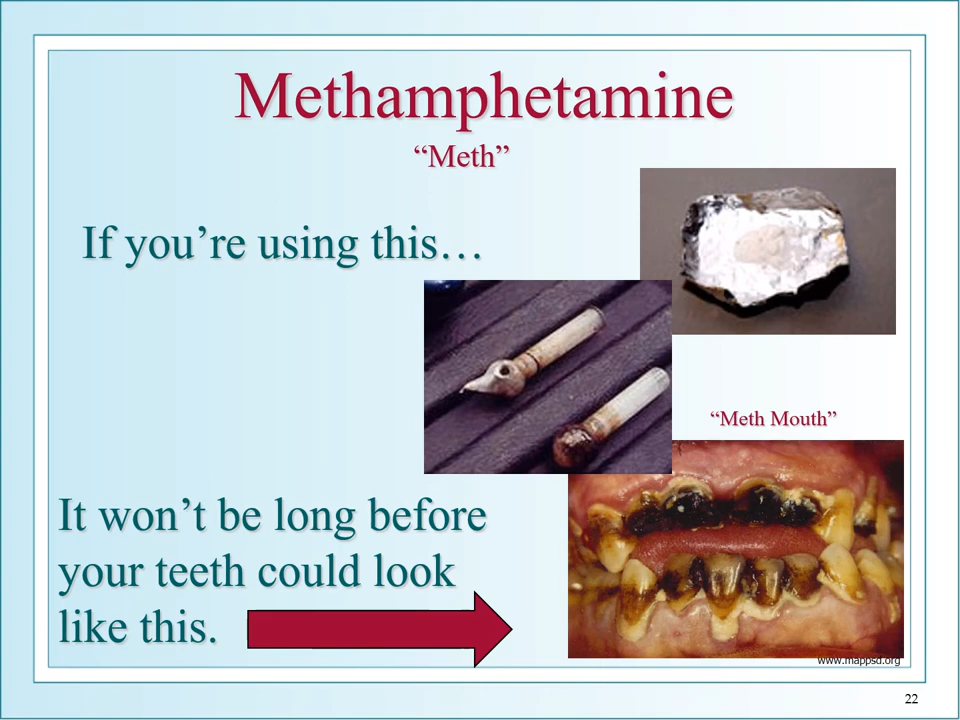 Methamphetamine
“Meth”
If you’re using this…
“Meth Mouth”
It won’t be long before
your teeth could look
like this.
www.mappsd.org
22